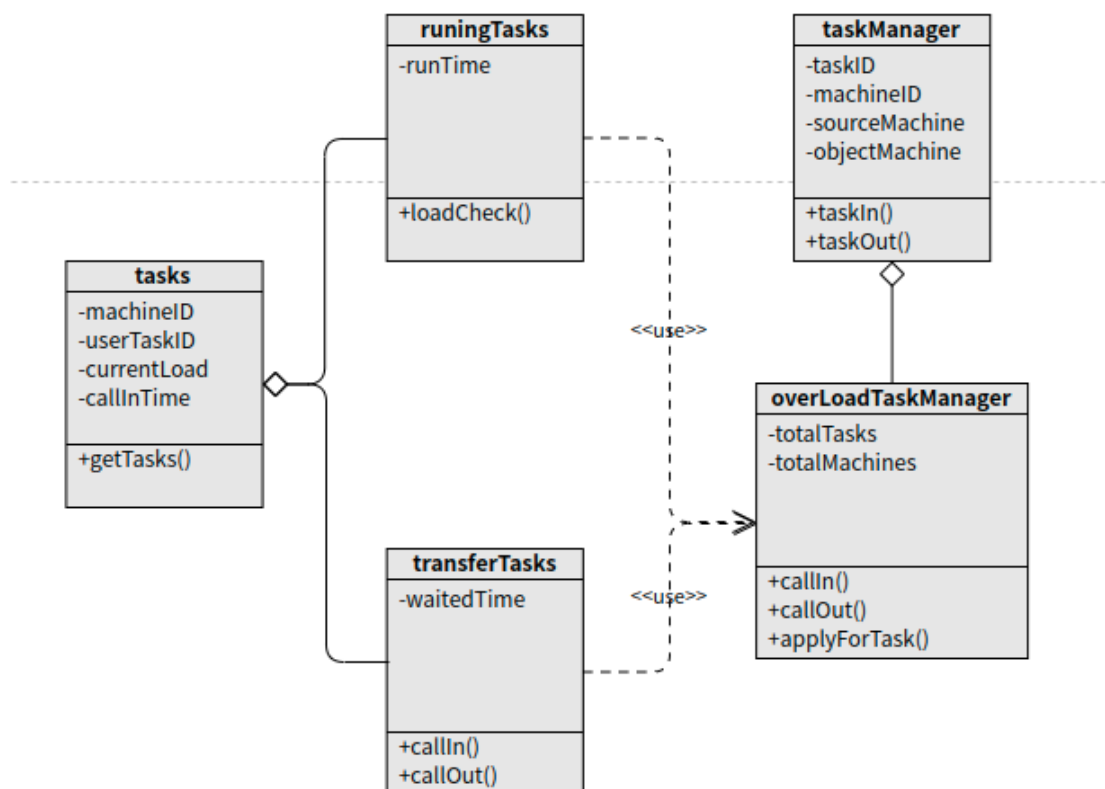 runingTasks
-runTime
+loadCheck()
taskManager
-taskID
-machineID
-sourceMachine
-objectMachine
+taskIn()
+taskOut()
tasks
-machineID
-userTaskID
-currentLoad
-callInTime
+getTasks()
<<use>>
overLoadTaskManager
-totalTasks
-totalMachines
+callIn()
+callOut()
+applyForTask()
transferTasks
-waitedTime
+callIn()
+callOut()
<<use>>